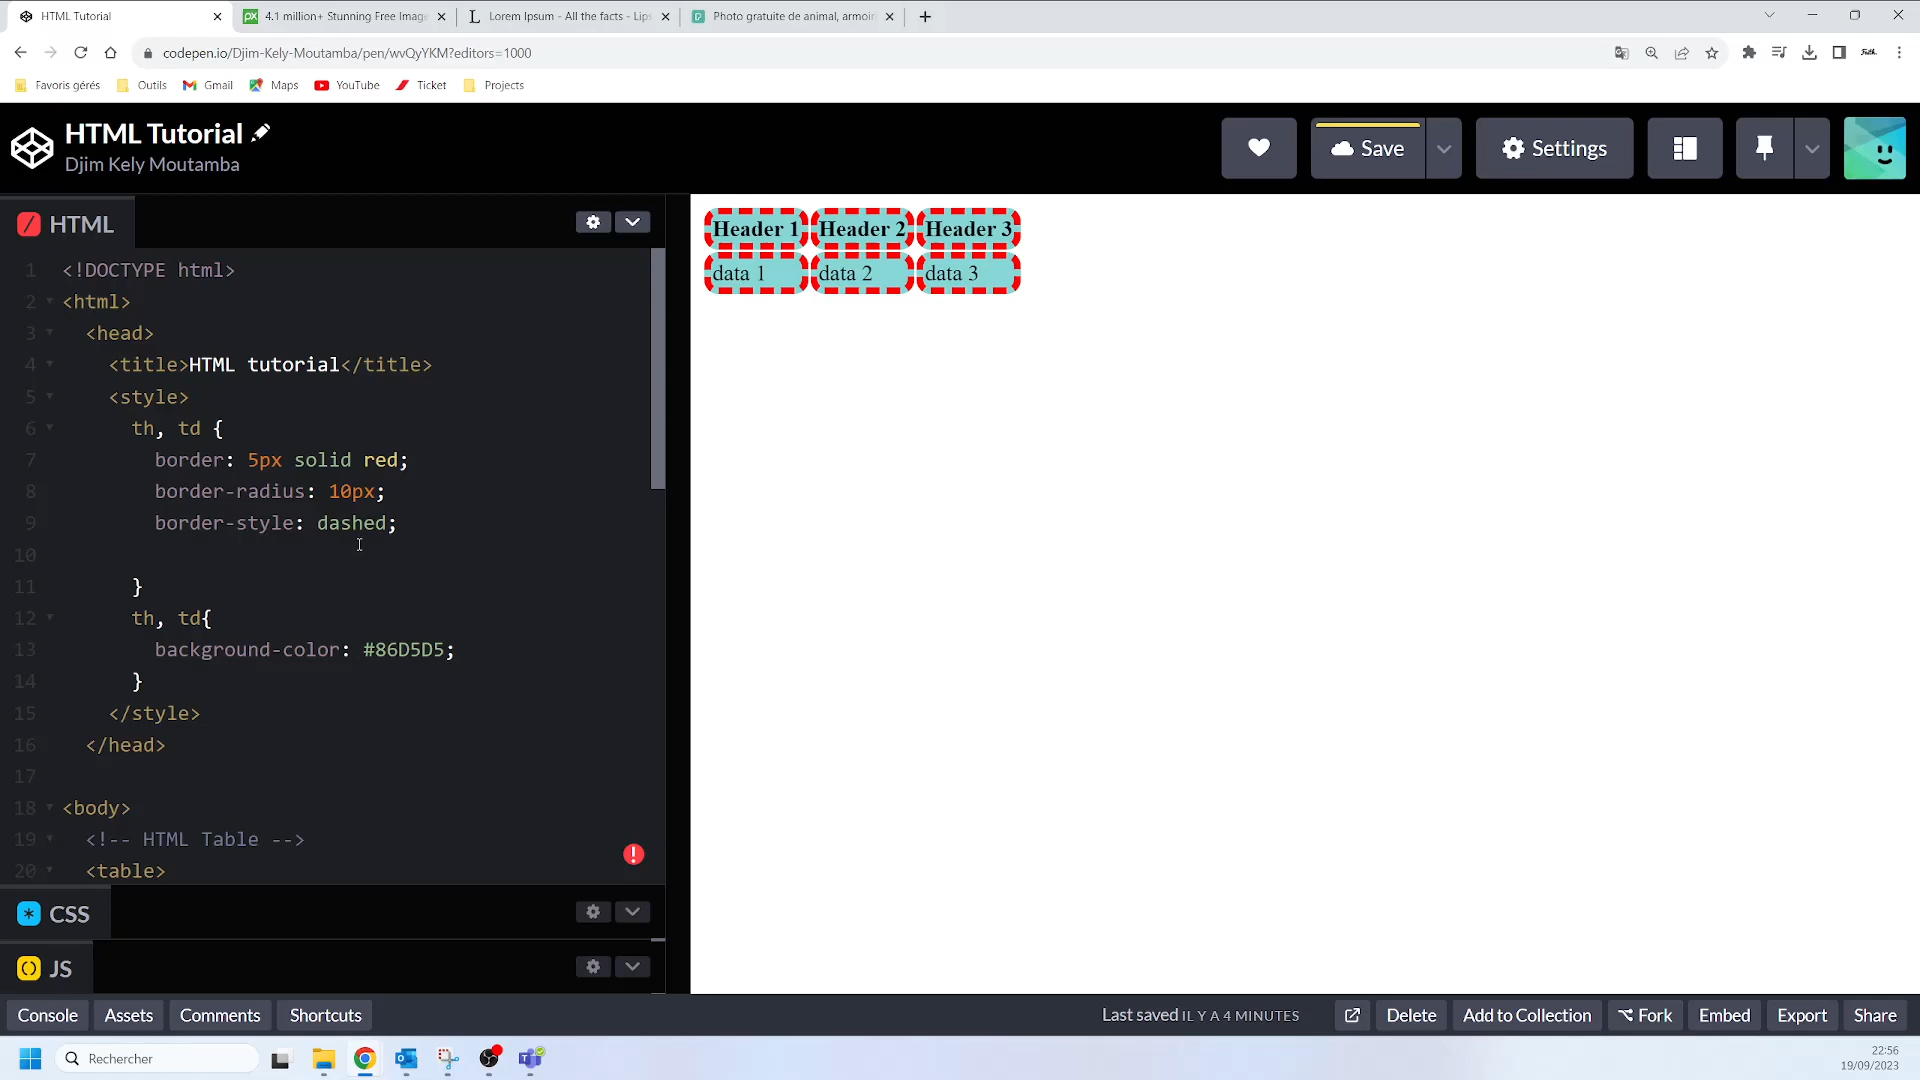 HTML Tutorial
4.1 million+ Stunning Free Image
Lorem Ipsum - All the facts - Lips
Photo gratuite de animal, armoir
codepen.io/Djim-Kely-Moutamba/pen/wvQyYKM?editors=1000
Favoris gérés
Outils
Gmail
Maps
YouTube
Ticket
Projects
HTML Tutorial
Djim Kely Moutamba
Save
Settings
HTML
1 <!DOCTYPE html>
2 <html>
3 <head>
4 <title>HTML tutorial</title>
5 <style>
6 th, td {
7 border: 5px solid red;
8 border-radius: 10px;
9 border-style: dashed;
10
11 }
12 th, td{
13 background-color: #86D5D5;
14 }
15 </style>
16 </head>
17
18 <body>
19 <!-- HTML Table -->
20 <table>
Header 1 Header 2 Header 3
data 1 data 2 data 3
CSS
JS
Console
Assets
Comments
Shortcuts
Last saved IL Y A 4 MINUTES
Delete
Add to Collection
Fork
Embed
Export
Share
Rechercher
22:56
19/09/2023